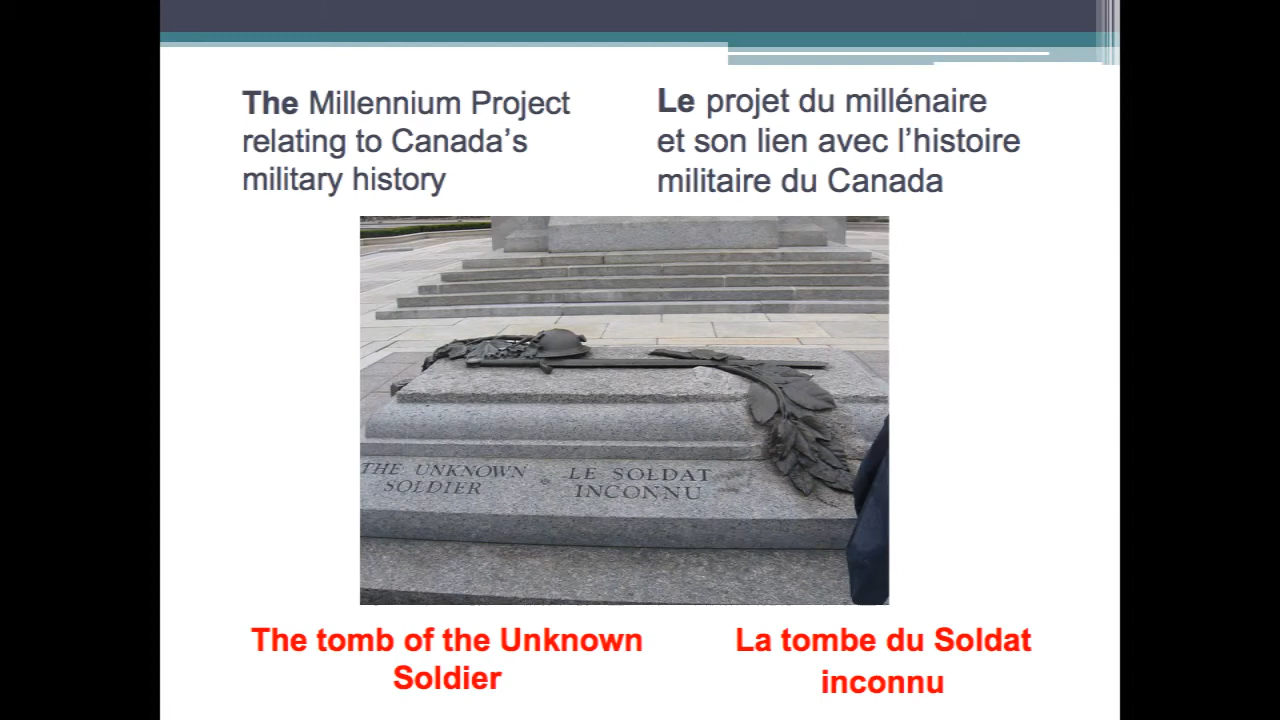 The Millennium Project
relating to Canada's
military history
Le projet du millénaire
et son lien avec l'histoire
militaire du Canada
THE UNKNOWN
SOLDIER
LE SOLDAT
INCONNU
The tomb of the Unknown
Soldier
La tombe du Soldat
inconnu